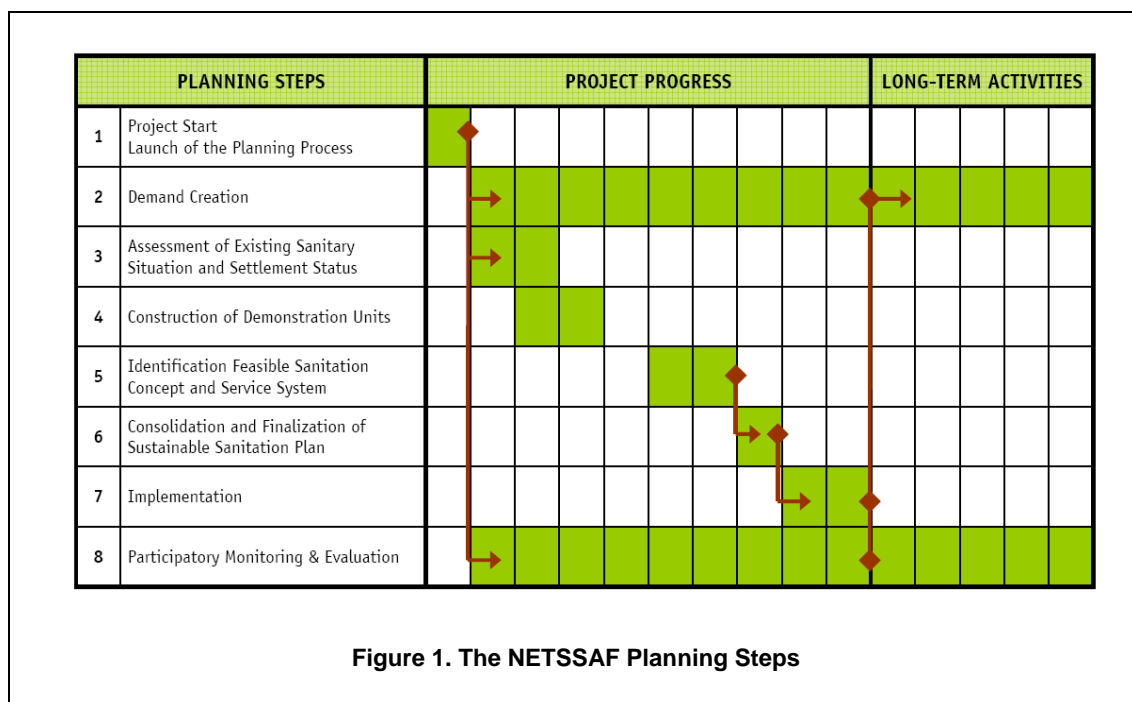 PLANNING STEPS
PROJECT PROGRESS
LONG-TERM ACTIVITIES
1
Project Start
Launch of the Planning Process
2
Demand Creation
3
Assessment of Existing Sanitary
Situation and Settlement Status
4
Construction of Demonstration Units
5
Identification Feasible Sanitation
Concept and Service System
6
Consolidation and Finalization of
Sustainable Sanitation Plan
7
Implementation
8
Participatory Monitoring & Evaluation
Figure 1. The NETSSAF Planning Steps